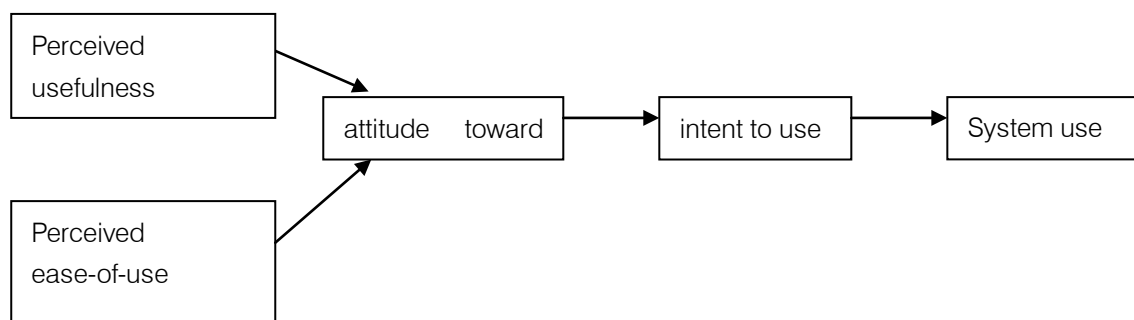 Perceived
usefulness
attitude toward
intent to use
System use
Perceived
ease-of-use